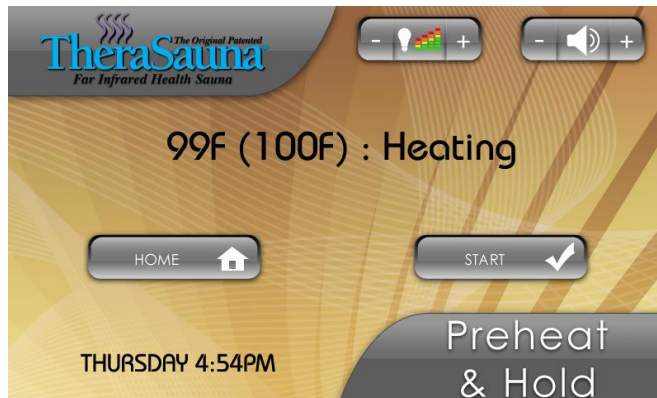 The Original Patented
TheraSauna
Far Infrared Health Sauna
- +
- +
99F (100F) : Heating
HOME
START
THURSDAY 4:54PM
Preheat
& Hold